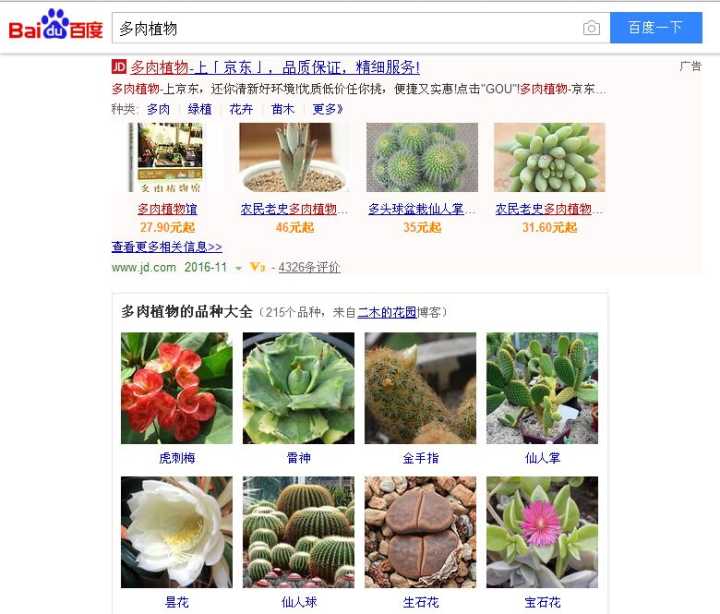 Bai du 百度 多肉植物 百度一下
JD 多肉植物-上「京东」，品质保证，精细服务! 广告
多肉植物-上京东，还你清新好环境!优质低价任你挑，便捷又实惠!点击"GOU"!多肉植物-京东...
种类: 多肉 绿植 花卉 苗木 更多》
多肉植物馆
多肉植物馆 农民老史多肉植物... 多头球盆栽仙人掌... 农民老史多肉植物...
27.90元起 46元起 35元起 31.60元起
查看更多相关信息>>
www.jd.com 2016-11 V3 - 4326条评价
多肉植物的品种大全（215个品种，来自二木的花园博客）
虎刺梅 雷神 金手指 仙人掌
昙花 仙人球 生石花 宝石花